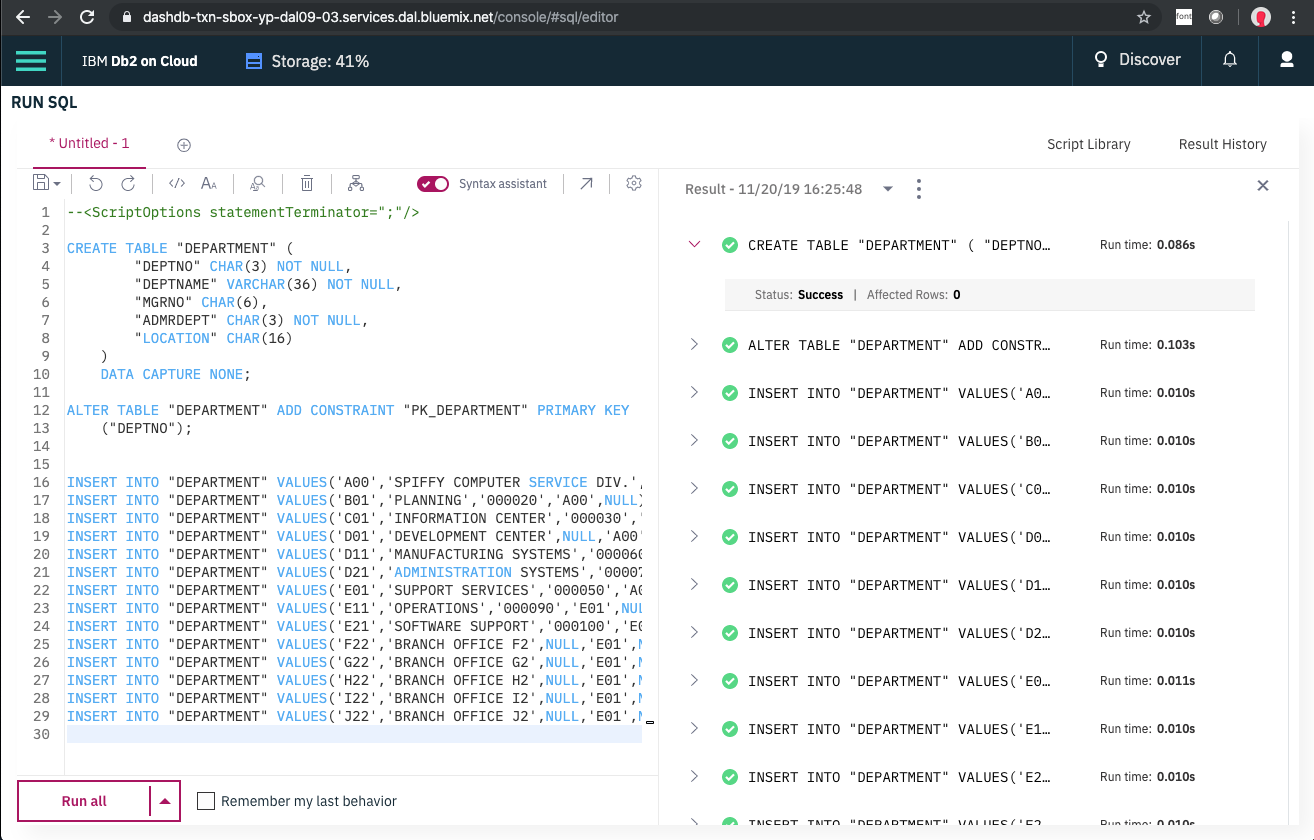 dashdb-txn-sbox-yp-dal09-03.services.dal.bluemix.net/console/#sql/editor
font
IBM Db2 on Cloud
Storage: 41%
Discover
RUN SQL
* Untitled - 1
Script Library
Result History
Syntax assistant
1 --<ScriptOptions statementTerminator=";"/>
2
3 CREATE TABLE "DEPARTMENT" (
4 "DEPTNO" CHAR(3) NOT NULL,
5 "DEPTNAME" VARCHAR(36) NOT NULL,
6 "MGRNO" CHAR(6),
7 "ADMRDEPT" CHAR(3) NOT NULL,
8 "LOCATION" CHAR(16)
9 )
10 DATA CAPTURE NONE;
11
12 ALTER TABLE "DEPARTMENT" ADD CONSTRAINT "PK_DEPARTMENT" PRIMARY KEY
13 ("DEPTNO");
14
15
16 INSERT INTO "DEPARTMENT" VALUES('A00','SPIFFY COMPUTER SERVICE DIV.',
17 INSERT INTO "DEPARTMENT" VALUES('B01','PLANNING','000020','A00',NULL)
18 INSERT INTO "DEPARTMENT" VALUES('C01','INFORMATION CENTER','000030','
19 INSERT INTO "DEPARTMENT" VALUES('D01','DEVELOPMENT CENTER',NULL,'A00'
20 INSERT INTO "DEPARTMENT" VALUES('D11','MANUFACTURING SYSTEMS','000060
21 INSERT INTO "DEPARTMENT" VALUES('D21','ADMINISTRATION SYSTEMS','00007
22 INSERT INTO "DEPARTMENT" VALUES('E01','SUPPORT SERVICES','000050','A0
23 INSERT INTO "DEPARTMENT" VALUES('E11','OPERATIONS','000090','E01',NUL
24 INSERT INTO "DEPARTMENT" VALUES('E21','SOFTWARE SUPPORT','000100','E0
25 INSERT INTO "DEPARTMENT" VALUES('F22','BRANCH OFFICE F2',NULL,'E01',N
26 INSERT INTO "DEPARTMENT" VALUES('G22','BRANCH OFFICE G2',NULL,'E01',N
27 INSERT INTO "DEPARTMENT" VALUES('H22','BRANCH OFFICE H2',NULL,'E01',N
28 INSERT INTO "DEPARTMENT" VALUES('I22','BRANCH OFFICE I2',NULL,'E01',N
29 INSERT INTO "DEPARTMENT" VALUES('J22','BRANCH OFFICE J2',NULL,'E01',N
30
Run all
Remember my last behavior
Result - 11/20/19 16:25:48
CREATE TABLE "DEPARTMENT" ( "DEPTNO… Run time: 0.086s
Status: Success | Affected Rows: 0
ALTER TABLE "DEPARTMENT" ADD CONSTR… Run time: 0.103s
INSERT INTO "DEPARTMENT" VALUES('A0… Run time: 0.010s
INSERT INTO "DEPARTMENT" VALUES('B0… Run time: 0.010s
INSERT INTO "DEPARTMENT" VALUES('C0… Run time: 0.010s
INSERT INTO "DEPARTMENT" VALUES('D0… Run time: 0.010s
INSERT INTO "DEPARTMENT" VALUES('D1… Run time: 0.010s
INSERT INTO "DEPARTMENT" VALUES('D2… Run time: 0.010s
INSERT INTO "DEPARTMENT" VALUES('E0… Run time: 0.011s
INSERT INTO "DEPARTMENT" VALUES('E1… Run time: 0.010s
INSERT INTO "DEPARTMENT" VALUES('E2… Run time: 0.010s
INSERT INTO "DEPARTMENT" VALUES('F2… Run time: 0.010s